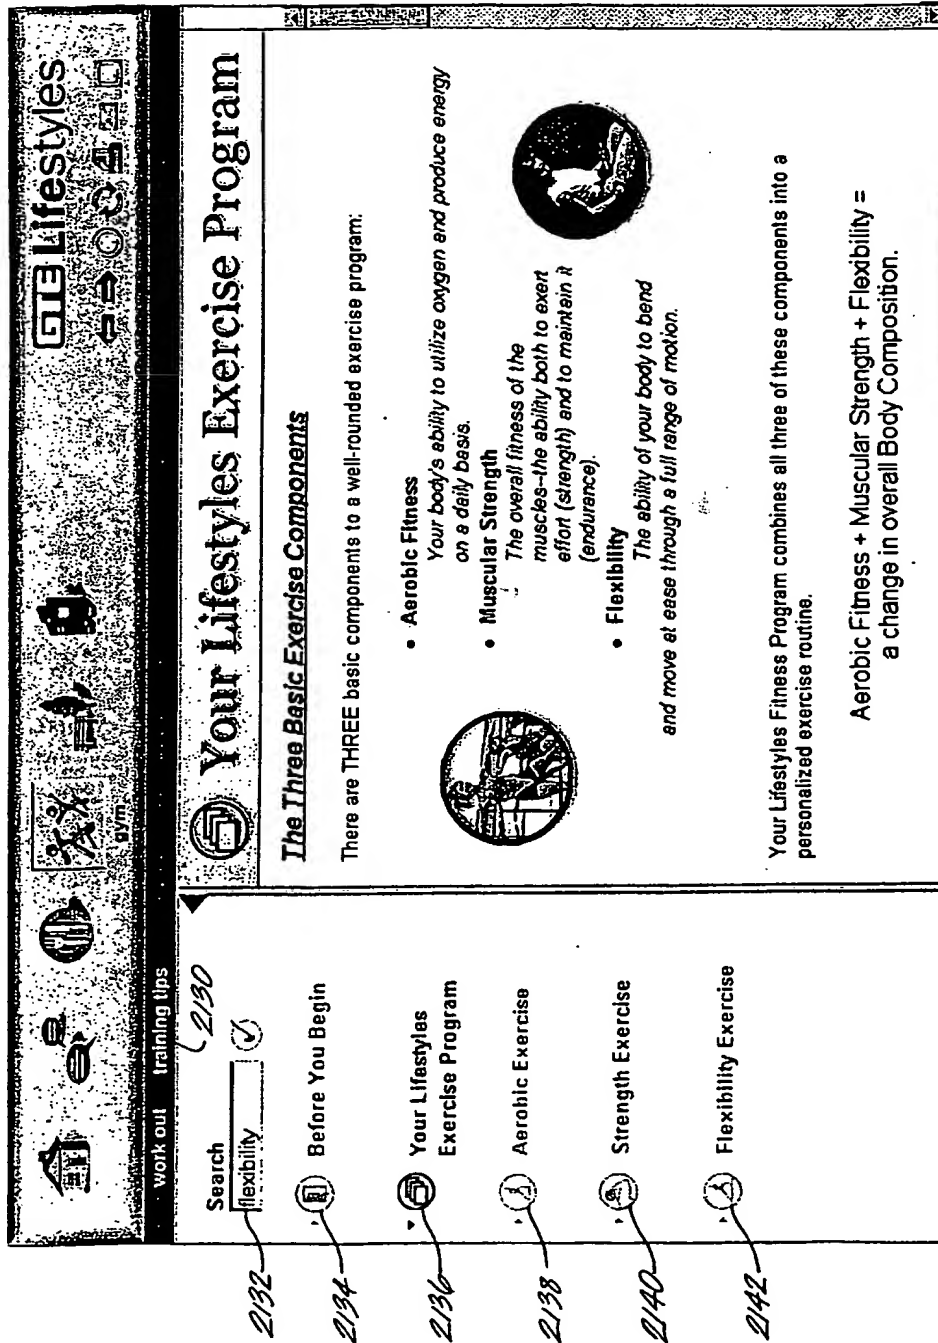 GTE Lifestyles
gym
work out training tips
2130
Search
flexibility
2132
Before You Begin
2134
Your Lifestyles
Exercise Program
2136
Aerobic Exercise
2138
Strength Exercise
2140
Flexibility Exercise
2142
Your Lifestyles Exercise Program
The Three Basic Exercise Components
There are THREE basic components to a well-rounded exercise program:
• Aerobic Fitness
Your body's ability to utilize oxygen and produce energy
on a daily basis.
• Muscular Strength
The overall fitness of the
muscles--the ability both to exert
effort (strength) and to maintain it
(endurance).
• Flexibility
The ability of your body to bend
and move at ease through a full range of motion.
Your Lifestyles Fitness Program combines all three of these components into a
personalized exercise routine.
Aerobic Fitness + Muscular Strength + Flexibility =
a change in overall Body Composition.